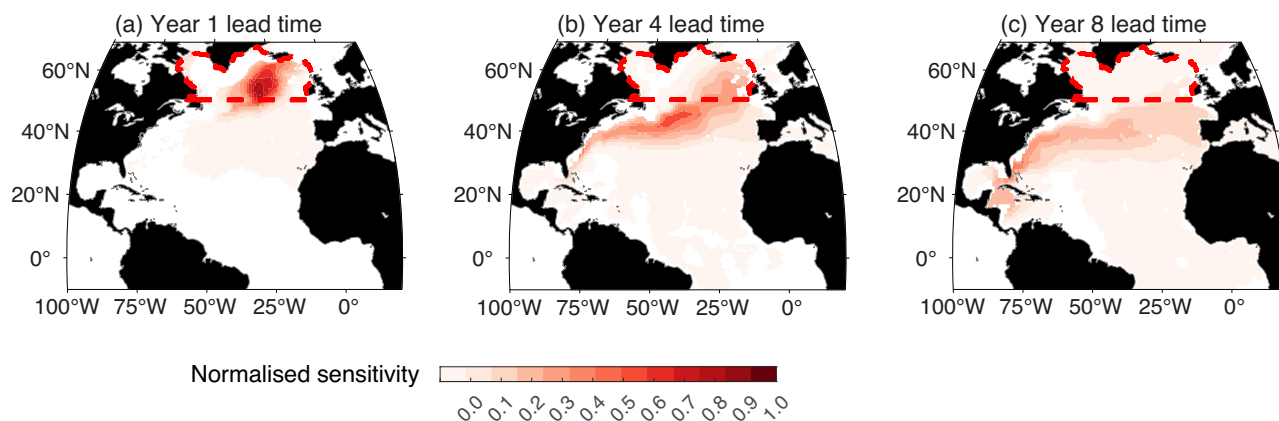 (a) Year 1 lead time (b) Year 4 lead time (c) Year 8 lead time
60°N 60°N 60°N
40°N 40°N 40°N
20°N 20°N 20°N
0° 0° 0°
100°W 75°W 50°W 25°W 0° 100°W 75°W 50°W 25°W 0° 100°W 75°W 50°W 25°W 0°
Normalised sensitivity
0.0 0.1 0.2 0.3 0.4 0.5 0.6 0.7 0.8 0.9 1.0